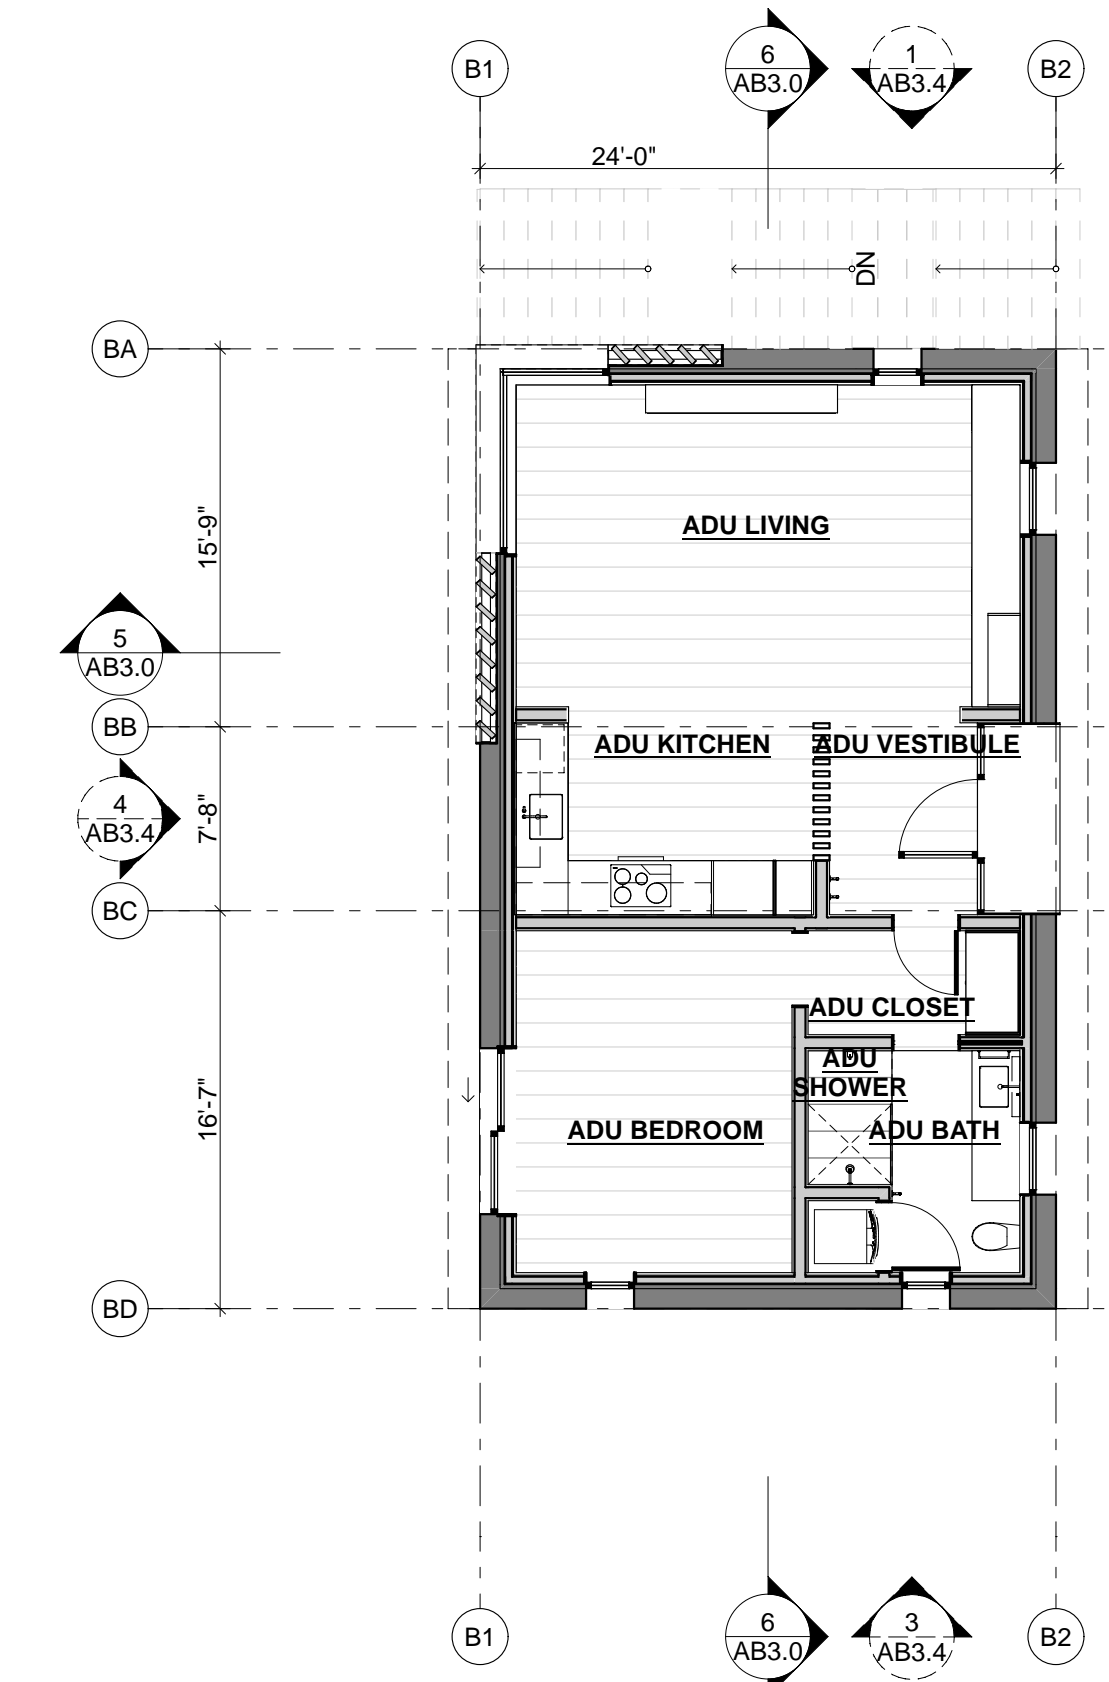 B1
6
AB3.0
1
AB3.4
B2
24'-0"
DN
BA
15'-9"
ADU LIVING
5
AB3.0
BB
ADU KITCHEN
ADU VESTIBULE
4
AB3.4
7'-8"
BC
ADU CLOSET
ADU
SHOWER
16'-7"
ADU BEDROOM
ADU BATH
BD
B1
6
AB3.0
3
AB3.4
B2